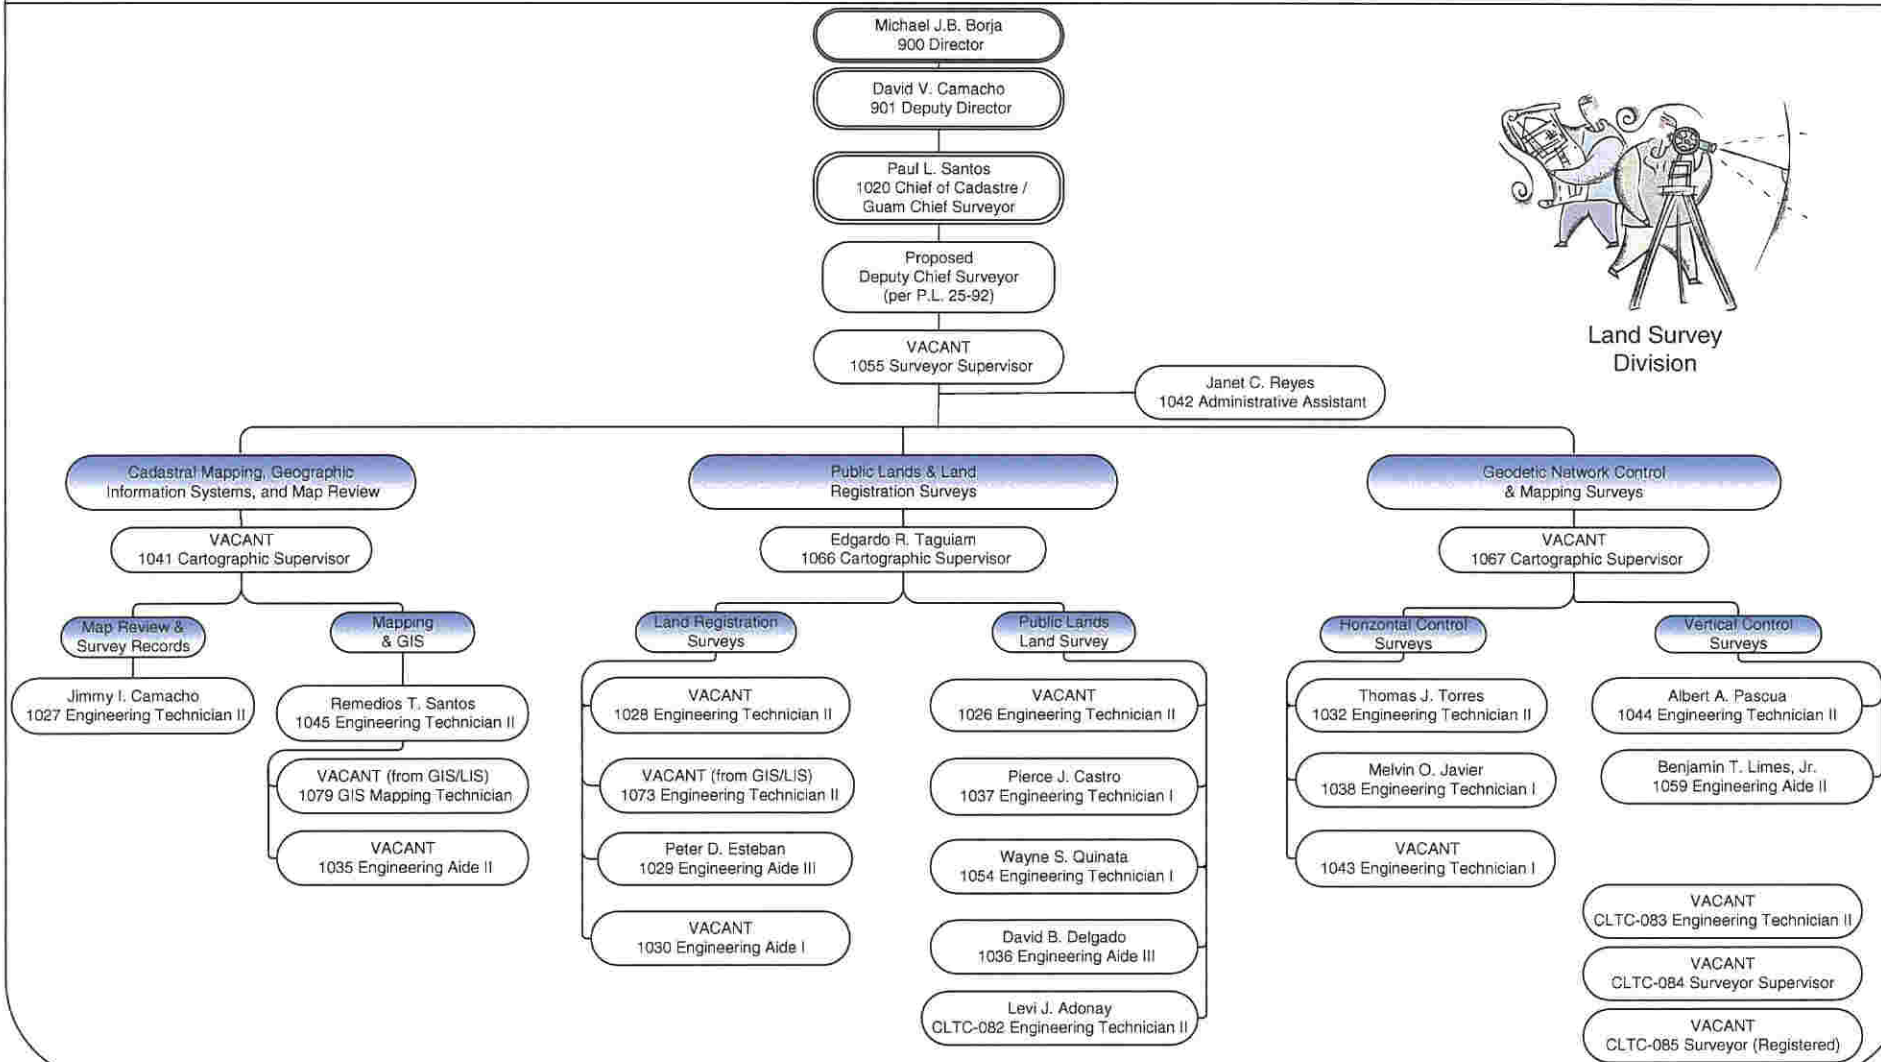 Michael J.B. Borja
900 Director
David V. Camacho
901 Deputy Director
Paul L. Santos
1020 Chief of Cadastre /
Guam Chief Surveyor
Proposed
Deputy Chief Surveyor
(per P.L. 25-92)
VACANT
1055 Surveyor Supervisor
Janet C. Reyes
1042 Administrative Assistant
Land Survey
Division
Cadastral Mapping, Geographic
Information Systems, and Map Review
VACANT
1041 Cartographic Supervisor
Map Review &
Survey Records
Jimmy I. Camacho
1027 Engineering Technician II
Mapping
& GIS
Remedios T. Santos
1045 Engineering Technician II
VACANT (from GIS/LIS)
1079 GIS Mapping Technician
VACANT
1035 Engineering Aide II
Public Lands & Land
Registration Surveys
Edgardo R. Taguiam
1066 Cartographic Supervisor
Land Registration
Surveys
VACANT
1028 Engineering Technician II
VACANT (from GIS/LIS)
1073 Engineering Technician II
Peter D. Esteban
1029 Engineering Aide III
VACANT
1030 Engineering Aide I
Public Lands
Land Survey
VACANT
1026 Engineering Technician II
Pierce J. Castro
1037 Engineering Technician I
Wayne S. Quinata
1054 Engineering Technician I
David B. Delgado
1036 Engineering Aide III
Levi J. Adonay
CLTC-082 Engineering Technician II
Geodetic Network Control
& Mapping Surveys
VACANT
1067 Cartographic Supervisor
Horizontal Control
Surveys
Thomas J. Torres
1032 Engineering Technician II
Melvin O. Javier
1038 Engineering Technician I
VACANT
1043 Engineering Technician I
Vertical Control
Surveys
Albert A. Pascua
1044 Engineering Technician II
Benjamin T. Limes, Jr.
1059 Engineering Aide II
VACANT
CLTC-083 Engineering Technician II
VACANT
CLTC-084 Surveyor Supervisor
VACANT
CLTC-085 Surveyor (Registered)